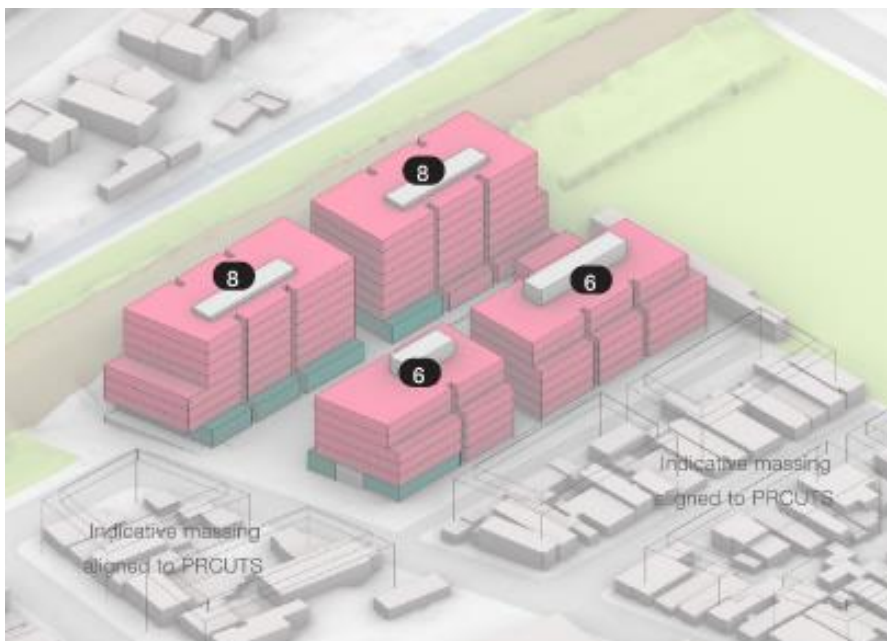 8
8
6
6
Indicative massing
aligned to PRCUTS
Indicative massing
aligned to PRCUTS